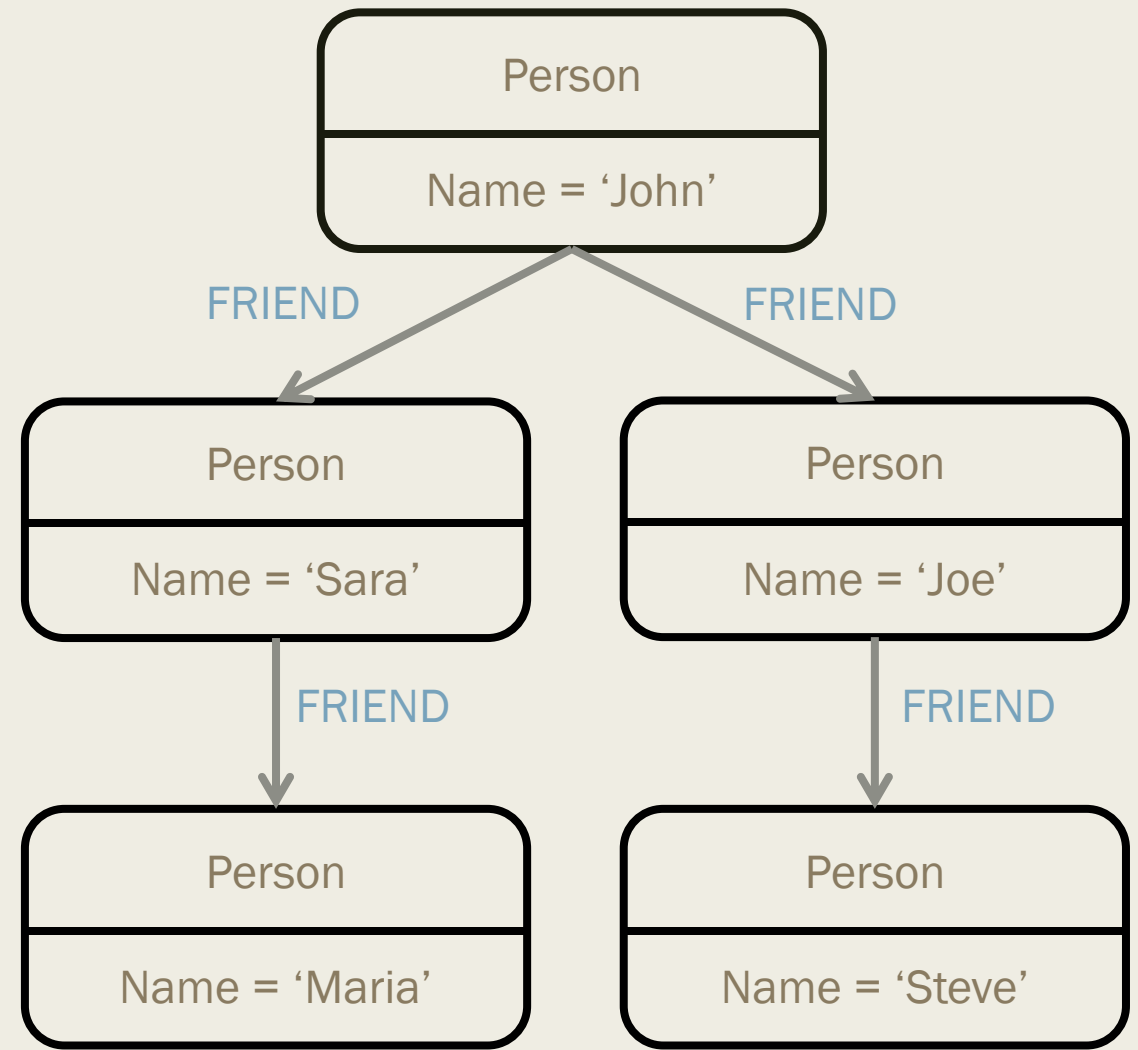 Person
Name = ‘John’
FRIEND
FRIEND
Person
Name = ‘Sara’
Person
Name = ‘Joe’
FRIEND
FRIEND
Person
Name = ‘Maria’
Person
Name = ‘Steve’